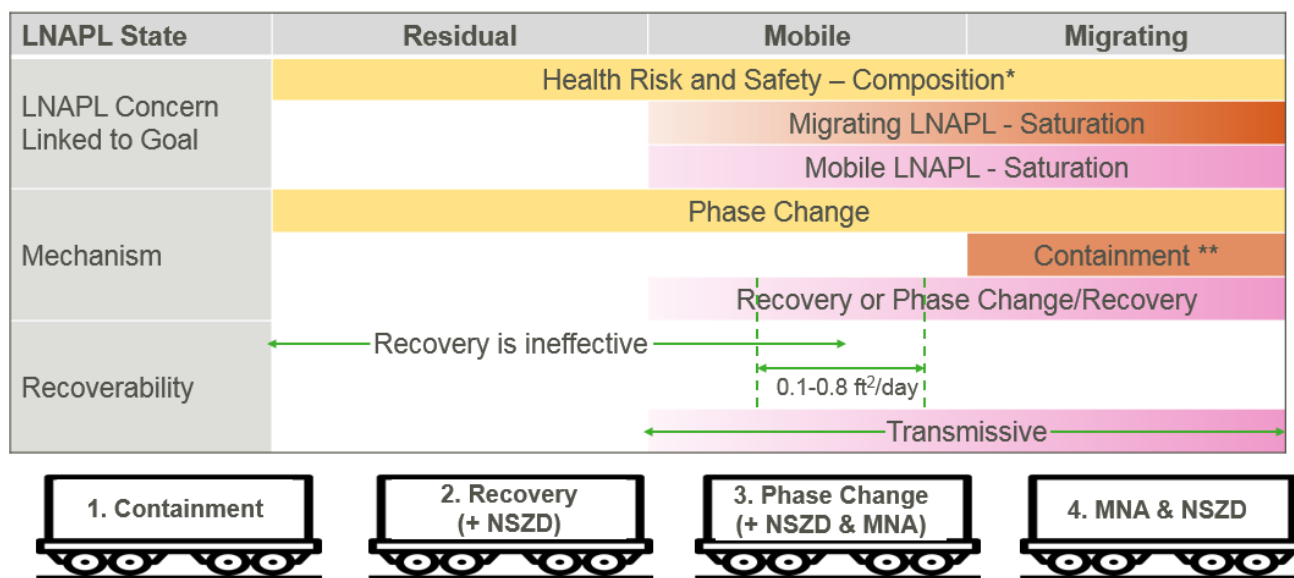 LNAPL State
Residual
Mobile
Migrating
LNAPL Concern
Linked to Goal
Health Risk and Safety – Composition*
Migrating LNAPL - Saturation
Mobile LNAPL - Saturation
Mechanism
Phase Change
Containment **
Recovery or Phase Change/Recovery
Recoverability
Recovery is ineffective
0.1-0.8 ft²/day
Transmissive
1. Containment
2. Recovery
(+ NSZD)
3. Phase Change
(+ NSZD & MNA)
4. MNA & NSZD